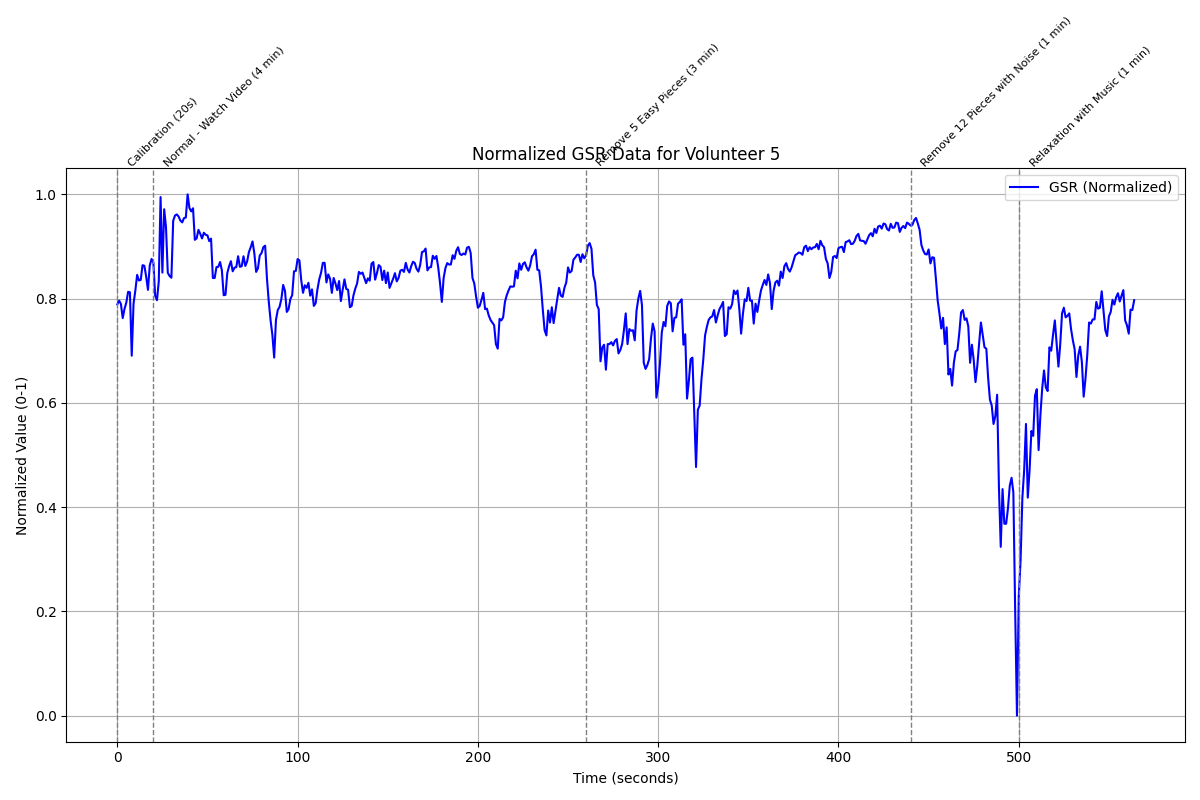 Calibration (20s)
Normal - Watch Video (4 min)
Remove 5 Easy Pieces (3 min)
Remove 12 Pieces with Noise (1 min)
Relaxation with Music (1 min)
Normalized GSR Data for Volunteer 5
GSR (Normalized)
Normalized Value (0-1)
1.0
0.8
0.6
0.4
0.2
0.0
0 100 200 300 400 500
Time (seconds)